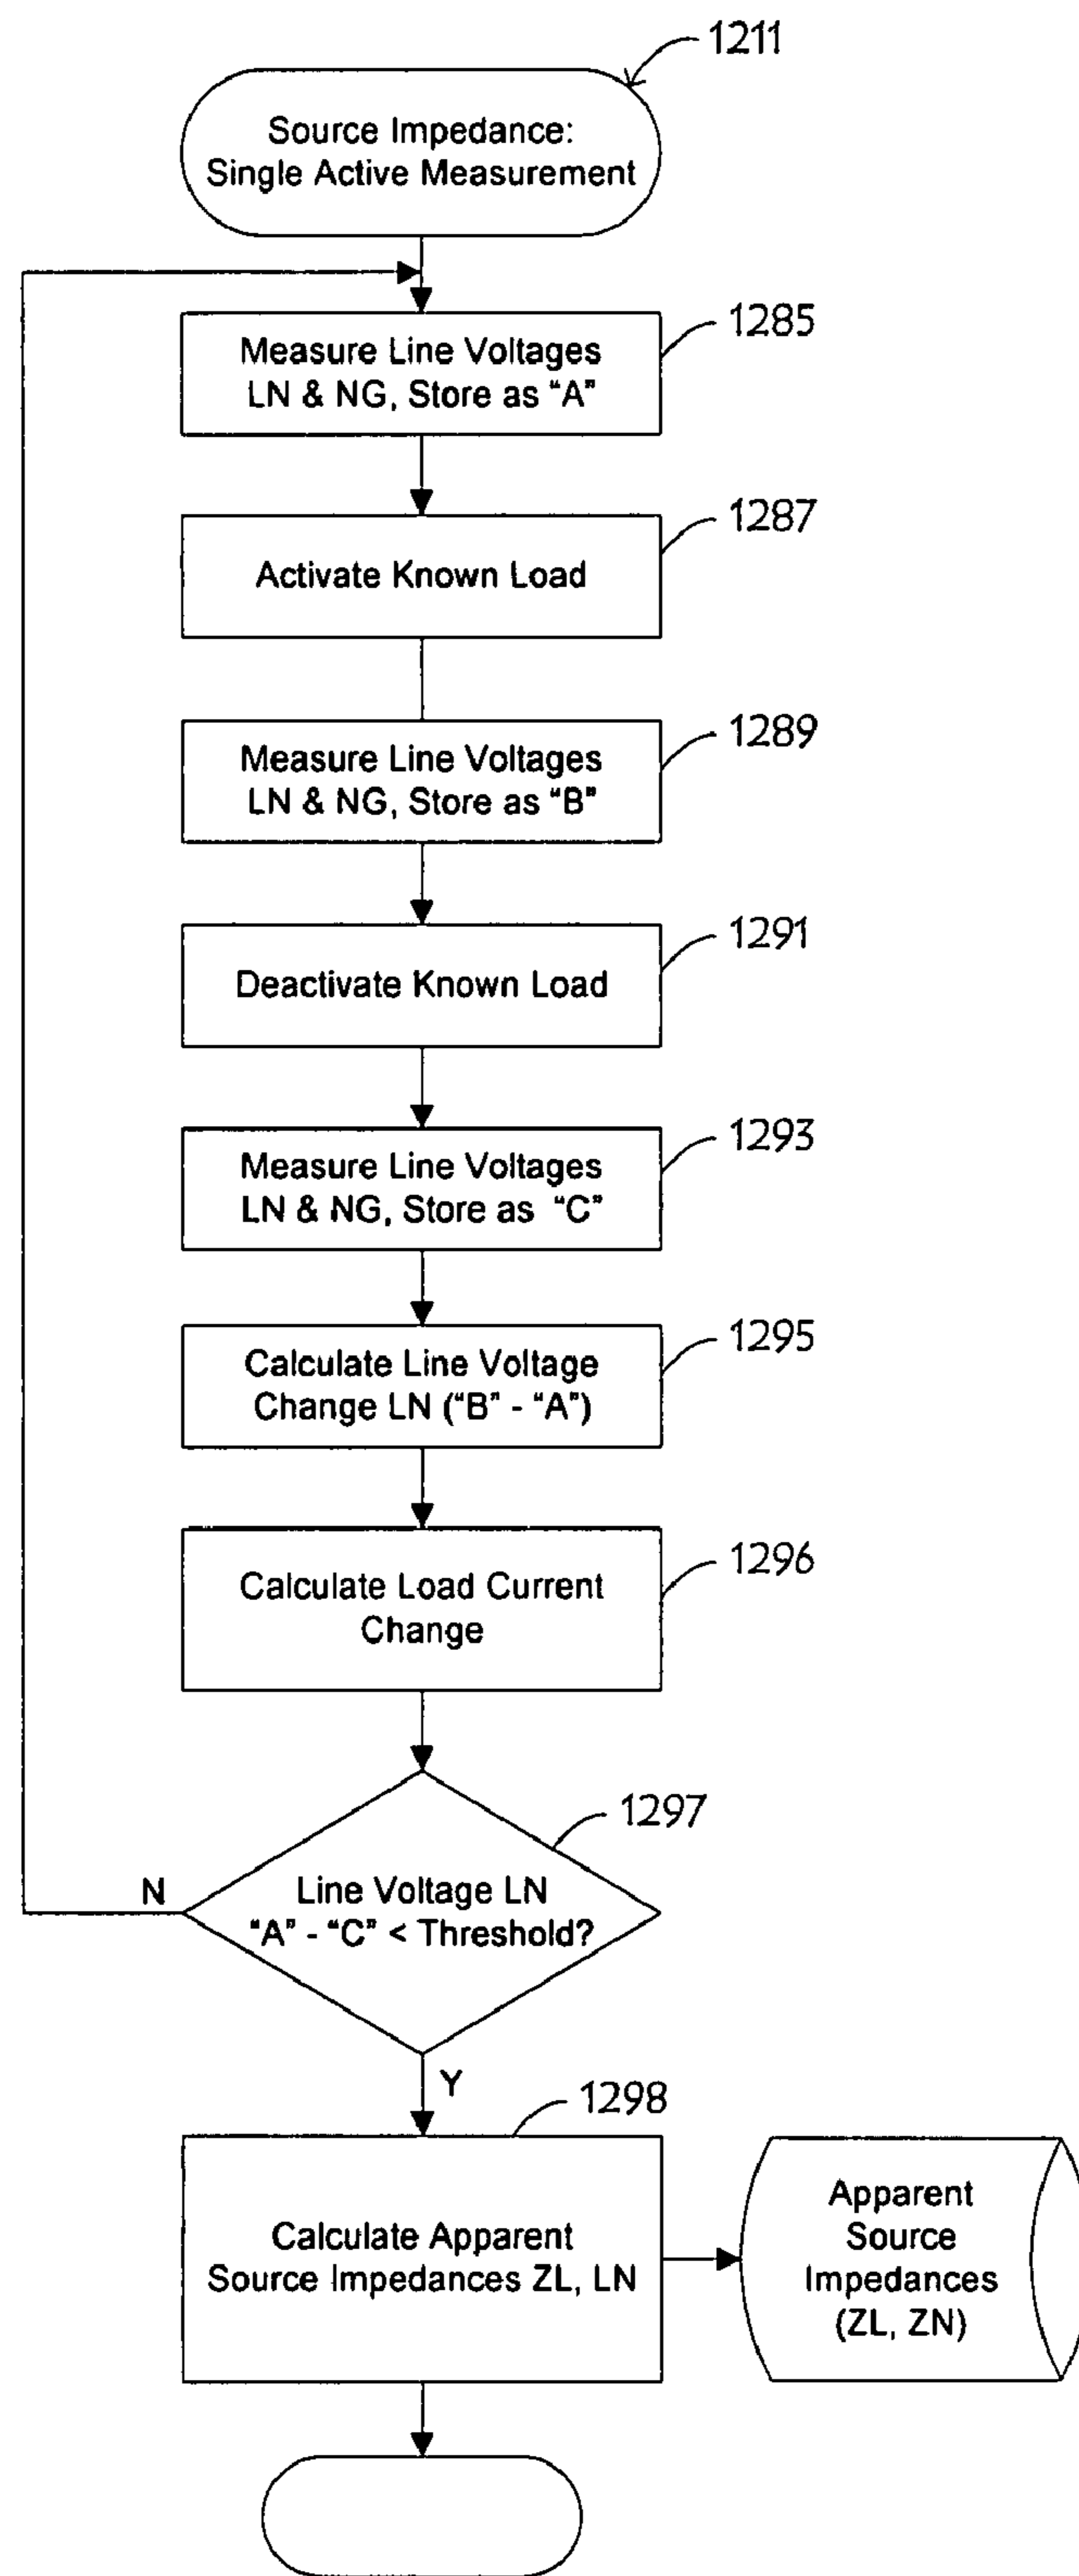 1211
Source Impedance:
Single Active Measurement
1285
Measure Line Voltages
LN & NG, Store as "A"
1287
Activate Known Load
1289
Measure Line Voltages
LN & NG, Store as "B"
1291
Deactivate Known Load
1293
Measure Line Voltages
LN & NG, Store as "C"
1295
Calculate Line Voltage
Change LN ("B" - "A")
1296
Calculate Load Current
Change
1297
N
Line Voltage LN
"A" - "C" < Threshold?
Y
1298
Calculate Apparent
Source Impedances ZL, LN
Apparent
Source
Impedances
(ZL, ZN)